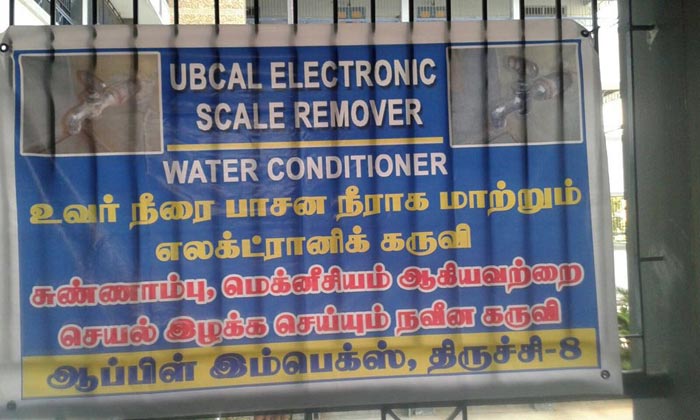 UBCAL ELECTRONIC
SCALE REMOVER
WATER CONDITIONER
உவர் நீரை பாசன நீராக மாற்றும்
எலக்ட்ரானிக் கருவி
சுண்ணாம்பு, மெக்னீசியம் ஆகியவற்றை
செயல் இழக்க செய்யும் நவீன கருவி
ஆப்பிள் இம்பெக்ஸ், திருச்சி-8